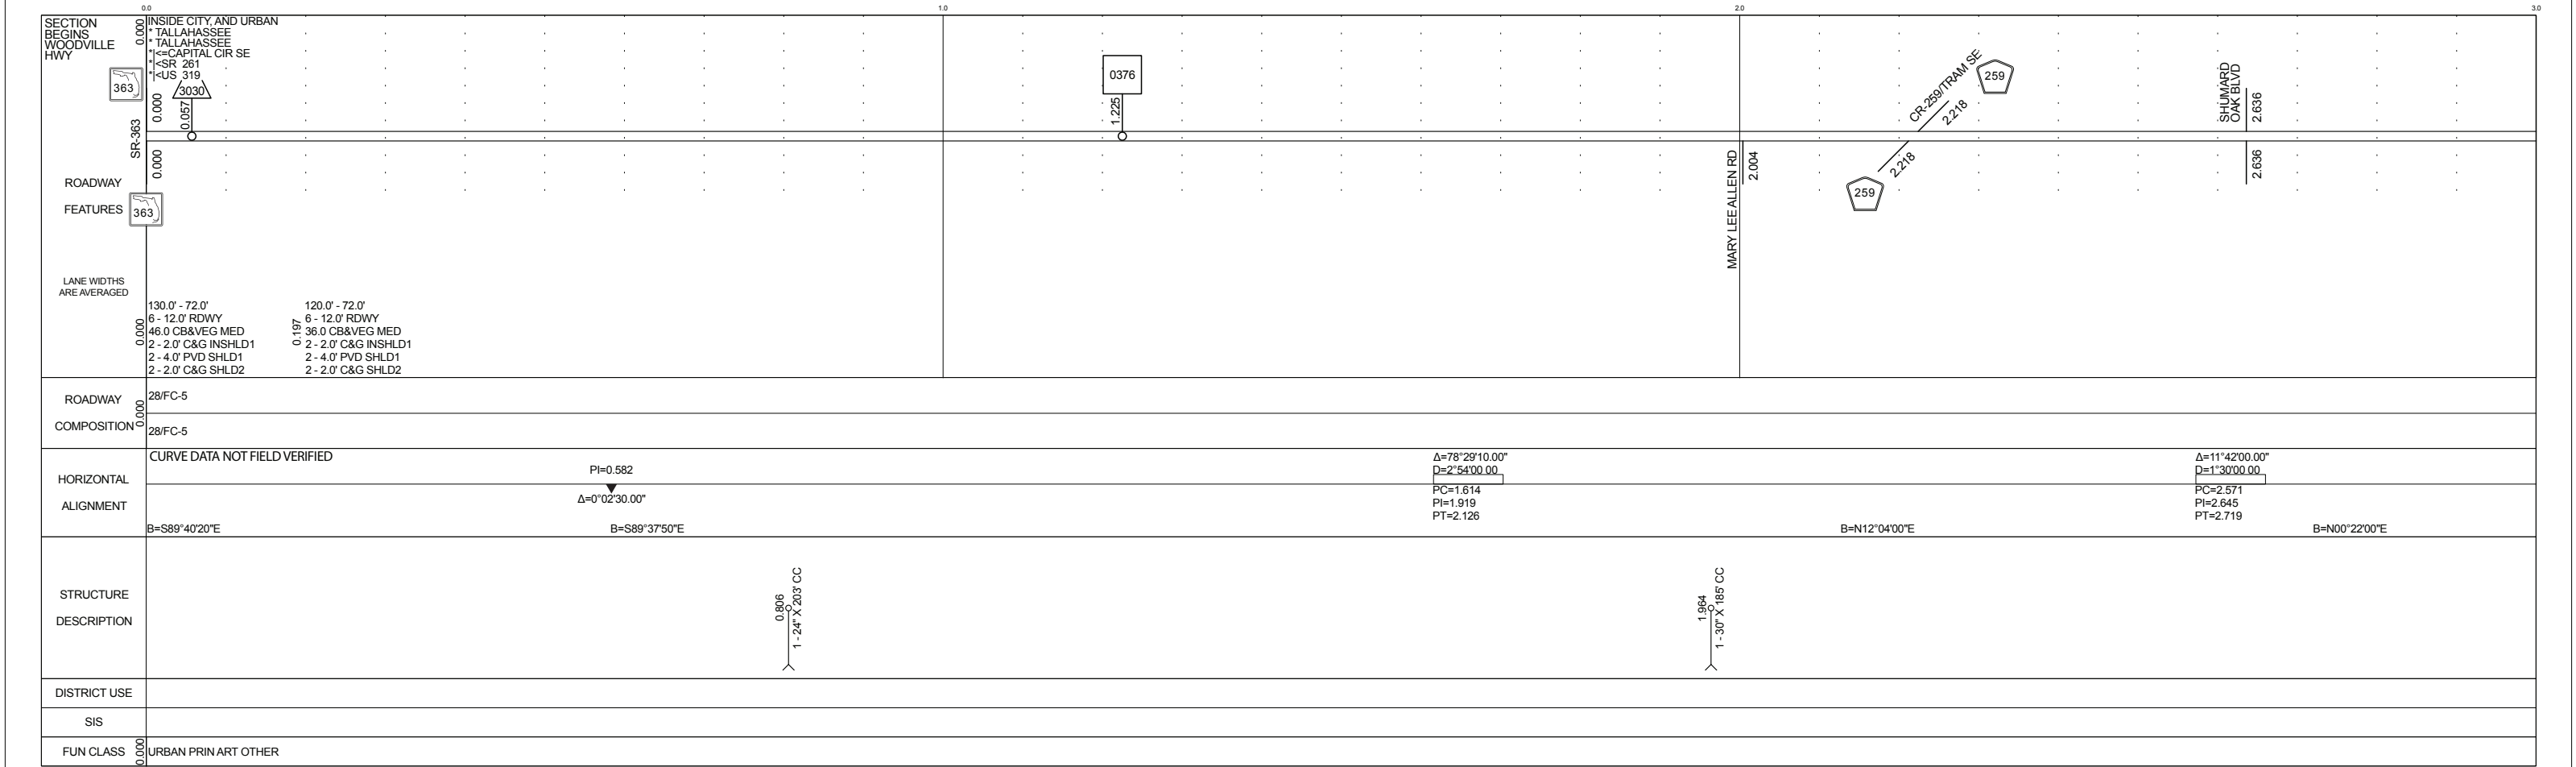 0.0
1.0
2.0
3.0
SECTION
BEGINS
WOODVILLE
HWY
0.000
INSIDE CITY, AND URBAN
* TALLAHASSEE
* TALLAHASSEE
*|<=CAPITAL CIR SE
*|<SR 261
*|<US 319
363
0.000
3030
0.057
0376
1.225
CR-259/TRAM SE
2.218
259
SHUMARD
OAK BLVD
2.636
SR-363
0.000
363
ROADWAY
FEATURES
MARY LEE ALLEN RD
2.004
2.218
259
2.636
LANE WIDTHS
ARE AVERAGED
0.000
130.0' - 72.0'
6 - 12.0' RDWY
46.0 CB&VEG MED
2 - 2.0' C&G INSHLD1
2 - 4.0' PVD SHLD1
2 - 2.0' C&G SHLD2
0.197
120.0' - 72.0'
6 - 12.0' RDWY
36.0 CB&VEG MED
2 - 2.0' C&G INSHLD1
2 - 4.0' PVD SHLD1
2 - 2.0' C&G SHLD2
ROADWAY
COMPOSITION
0.000
28/FC-5
28/FC-5
HORIZONTAL
ALIGNMENT
CURVE DATA NOT FIELD VERIFIED
PI=0.582
Δ=0°02'30.00"
Δ=78°29'10.00"
D=2°54'00 00
PC=1.614
PI=1.919
PT=2.126
Δ=11°42'00.00"
D=1°30'00 00
PC=2.571
PI=2.645
PT=2.719
B=S89°40'20"E
B=S89°37'50"E
B=N12°04'00"E
B=N00°22'00"E
STRUCTURE
DESCRIPTION
0.806
1 - 24" X 203' CC
1.964
1 - 30" X 185' CC
DISTRICT USE
SIS
FUN CLASS
0.000
URBAN PRIN ART OTHER